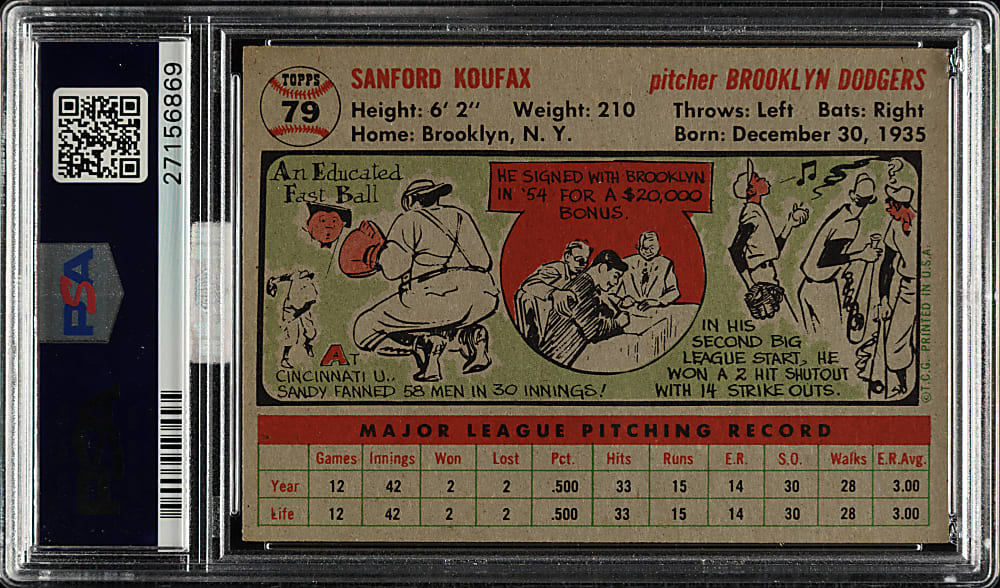 27156869
PSA
TOPPS
79
SANFORD KOUFAX
pitcher BROOKLYN DODGERS
Height: 6' 2" Weight: 210 Throws: Left Bats: Right
Home: Brooklyn, N. Y. Born: December 30, 1935
An Educated
Fast Ball
HE SIGNED WITH BROOKLYN
IN '54 FOR A $20,000
BONUS.
AT
CINCINNATI U.,
SANDY FANNED 58 MEN IN 30 INNINGS!
IN HIS
SECOND BIG
LEAGUE START, HE
WON A 2 HIT SHUTOUT
WITH 14 STRIKE OUTS.
©T.C.G. PRINTED IN U.S.A.
MAJOR LEAGUE PITCHING RECORD
Games Innings Won Lost Pct. Hits Runs E.R. S.O. Walks E.R.Avg.
Year 12 42 2 2 .500 33 15 14 30 28 3.00
Life 12 42 2 2 .500 33 15 14 30 28 3.00
PSA